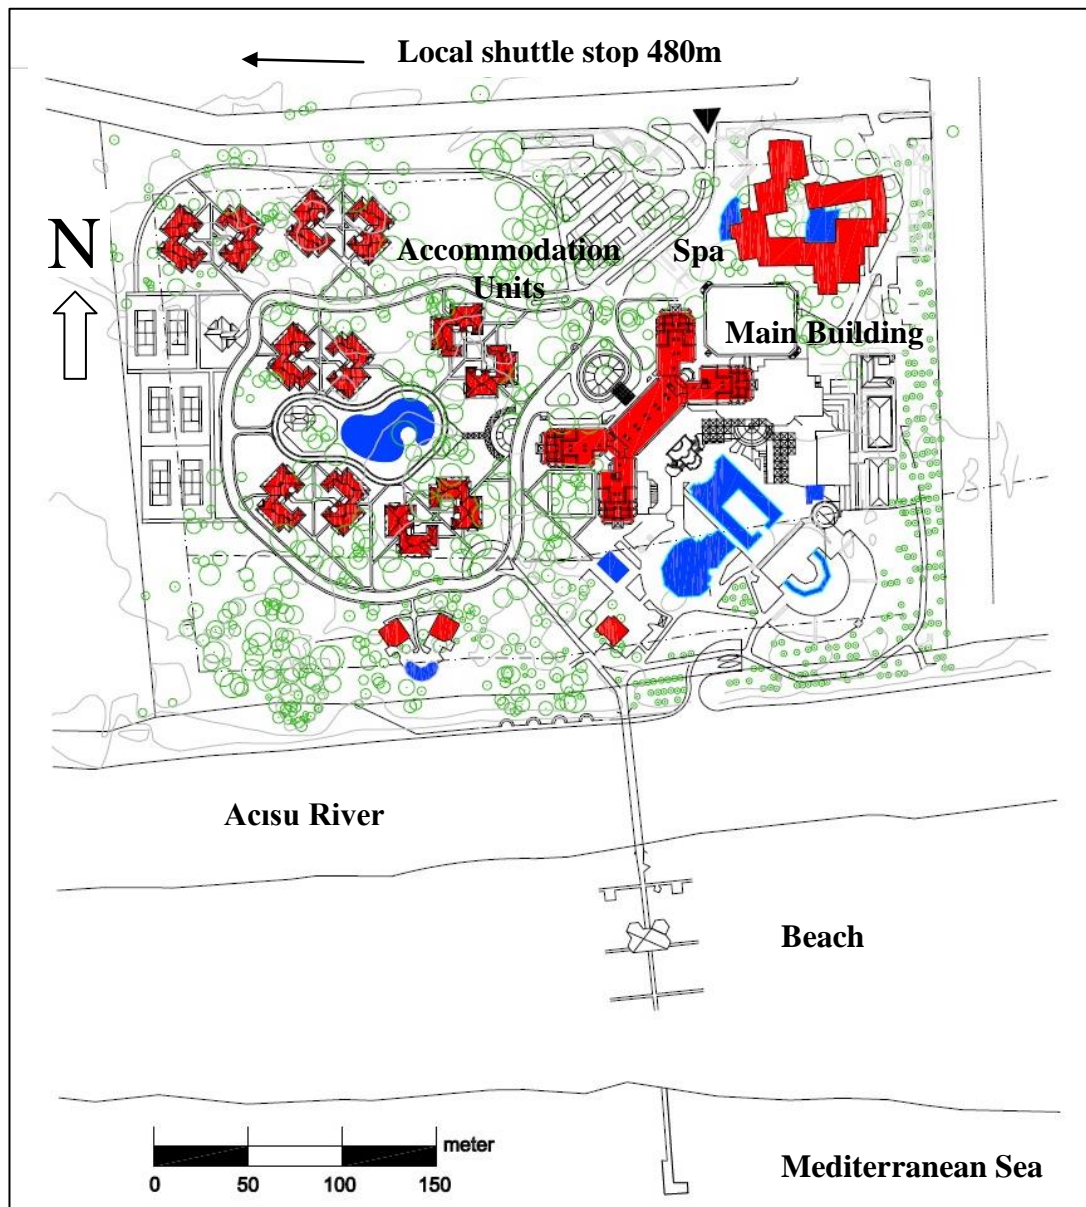 Local shuttle stop 480m
N
Accommodation
Units
Spa
Main Building
Acısu River
Beach
meter
0 50 100 150
Mediterranean Sea